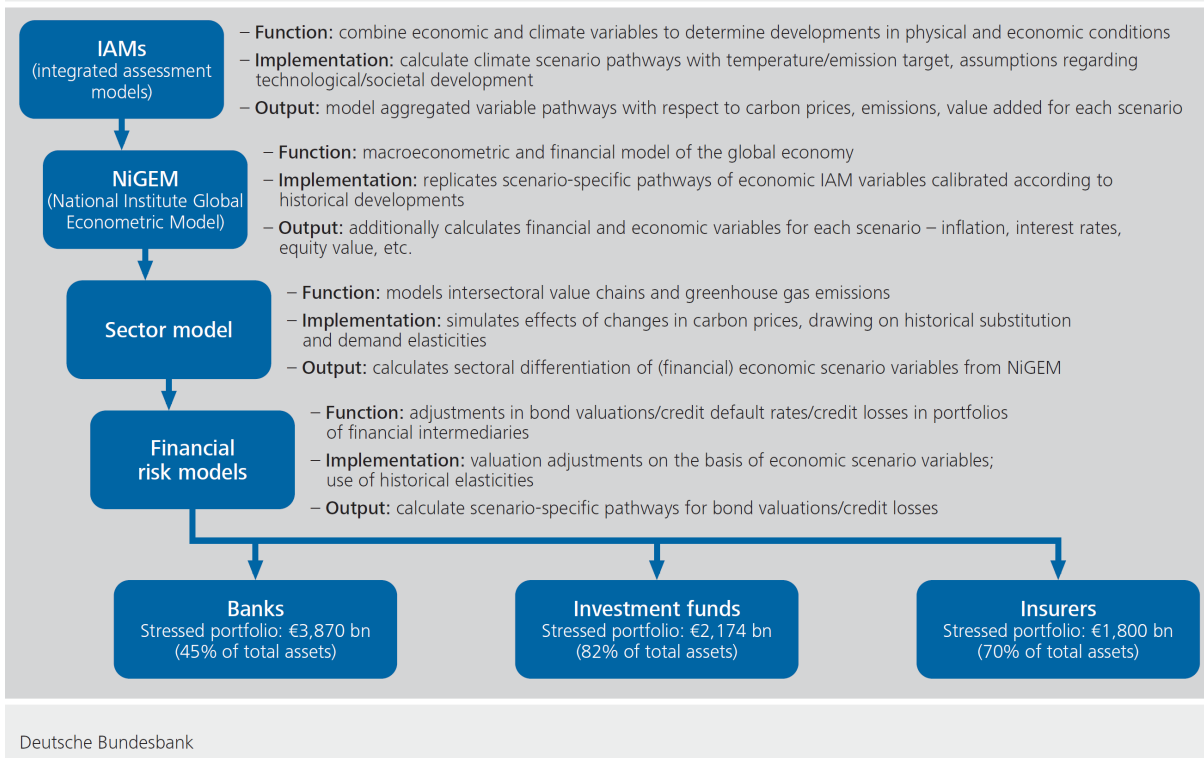 IAMs
(integrated assessment
models)
– Function: combine economic and climate variables to determine developments in physical and economic conditions
– Implementation: calculate climate scenario pathways with temperature/emission target, assumptions regarding
technological/societal development
– Output: model aggregated variable pathways with respect to carbon prices, emissions, value added for each scenario
NiGEM
(National Institute Global
Econometric Model)
– Function: macroeconometric and financial model of the global economy
– Implementation: replicates scenario-specific pathways of economic IAM variables calibrated according to
historical developments
– Output: additionally calculates financial and economic variables for each scenario – inflation, interest rates,
equity value, etc.
Sector model
– Function: models intersectoral value chains and greenhouse gas emissions
– Implementation: simulates effects of changes in carbon prices, drawing on historical substitution
and demand elasticities
– Output: calculates sectoral differentiation of (financial) economic scenario variables from NiGEM
Financial
risk models
– Function: adjustments in bond valuations/credit default rates/credit losses in portfolios
of financial intermediaries
– Implementation: valuation adjustments on the basis of economic scenario variables;
use of historical elasticities
– Output: calculate scenario-specific pathways for bond valuations/credit losses
Banks
Stressed portfolio: €3,870 bn
(45% of total assets)
Investment funds
Stressed portfolio: €2,174 bn
(82% of total assets)
Insurers
Stressed portfolio: €1,800 bn
(70% of total assets)
Deutsche Bundesbank